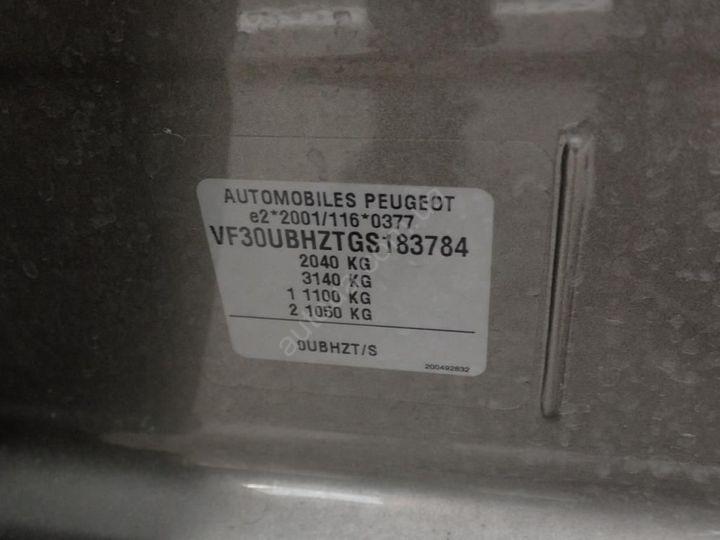 AUTOMOBILES PEUGEOT
e2*2001/116*0377
VF30UBHZTGS183784
2040 KG
3140 KG
1 1100 KG
2 1050 KG
0UBHZT/S
200492832